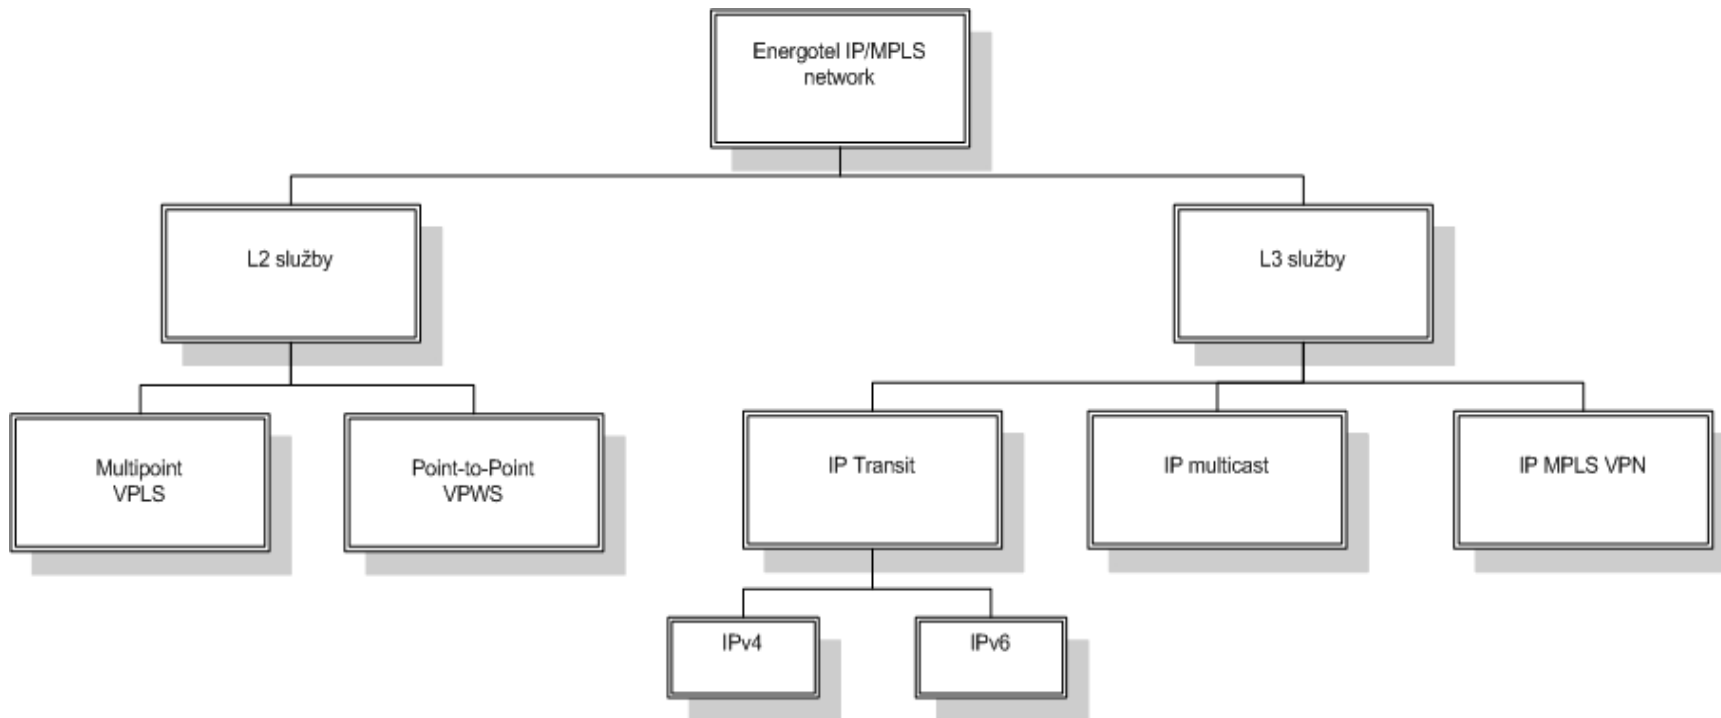 Energotel IP/MPLS
network
L2 služby
L3 služby
Multipoint
VPLS
Point-to-Point
VPWS
IP Transit
IP multicast
IP MPLS VPN
IPv4
IPv6